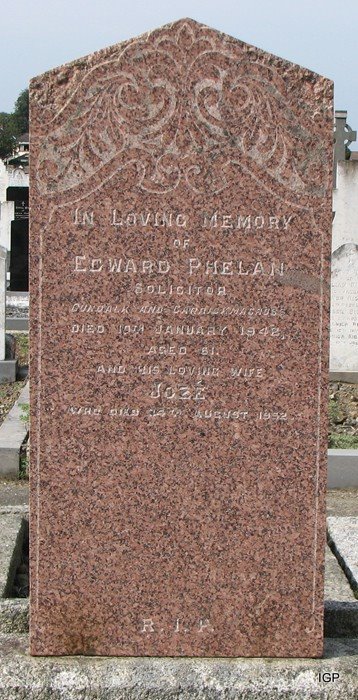 In Loving Memory
of
Edward Phelan
Solicitor
Dundalk and Carrickmacross
Died 19th January 1942,
aged 61.
and his loving wife
Jozé
who died 24th August 1952.
R. I. P.
IGP